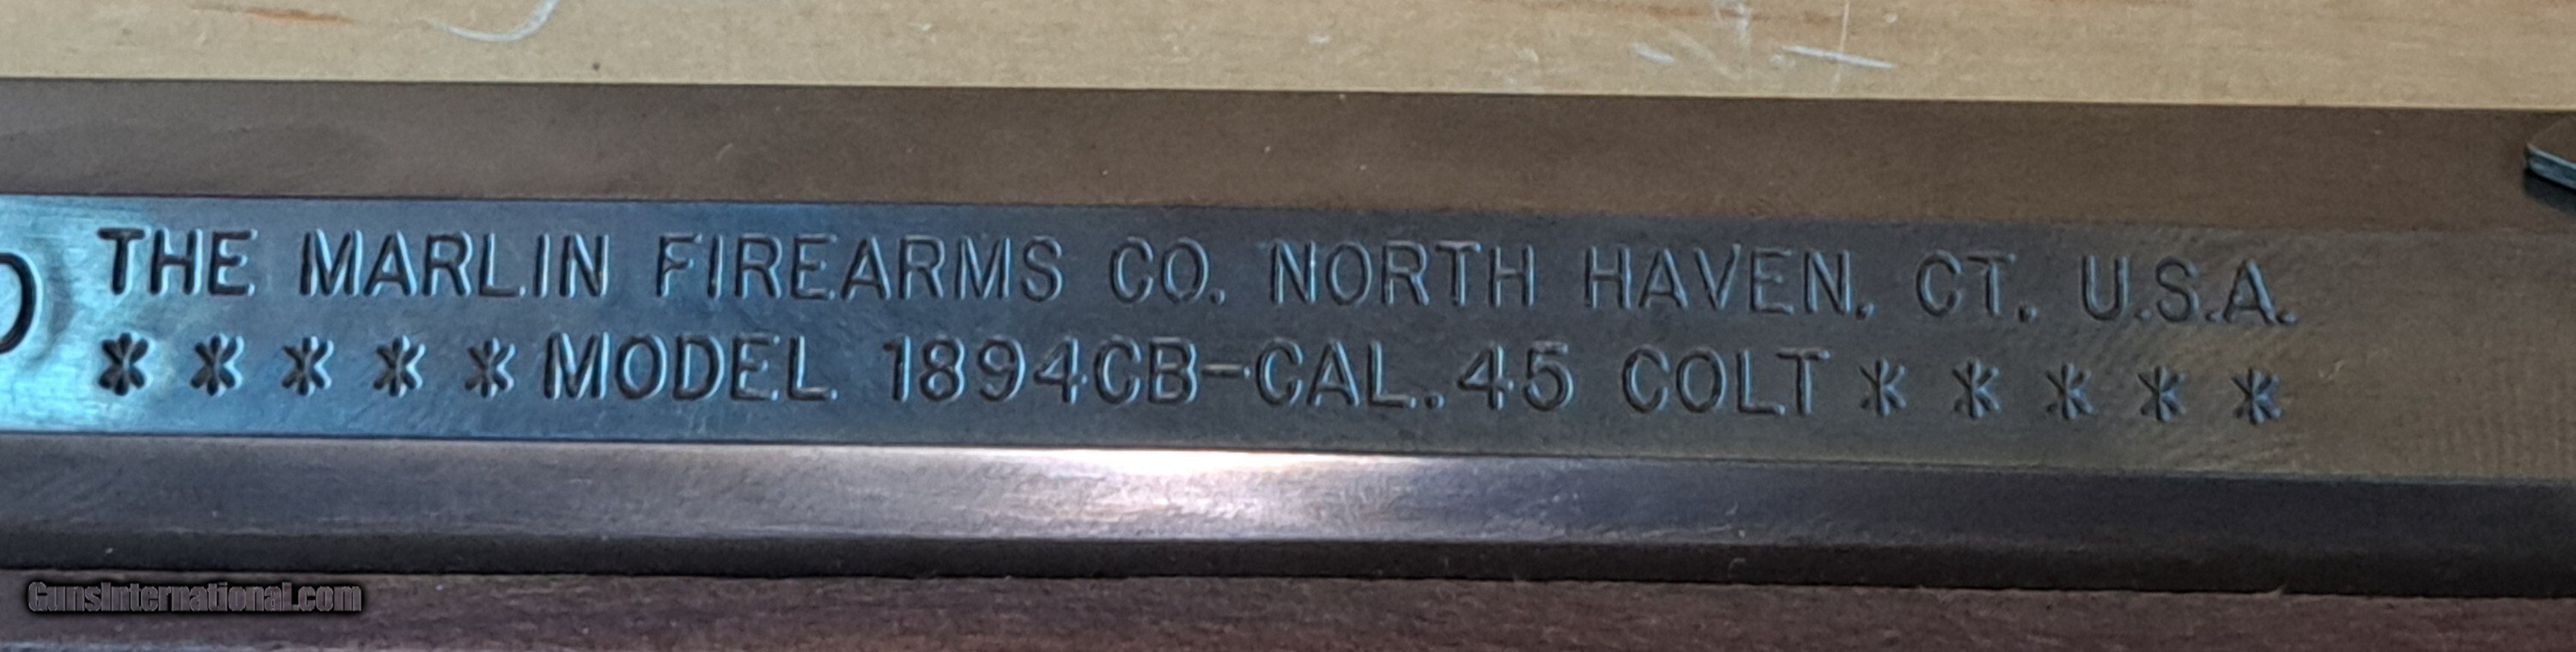 THE MARLIN FIREARMS CO. NORTH HAVEN, CT. U.S.A.
*****MODEL 1894CB-CAL.45 COLT*****
GunsInternational.com